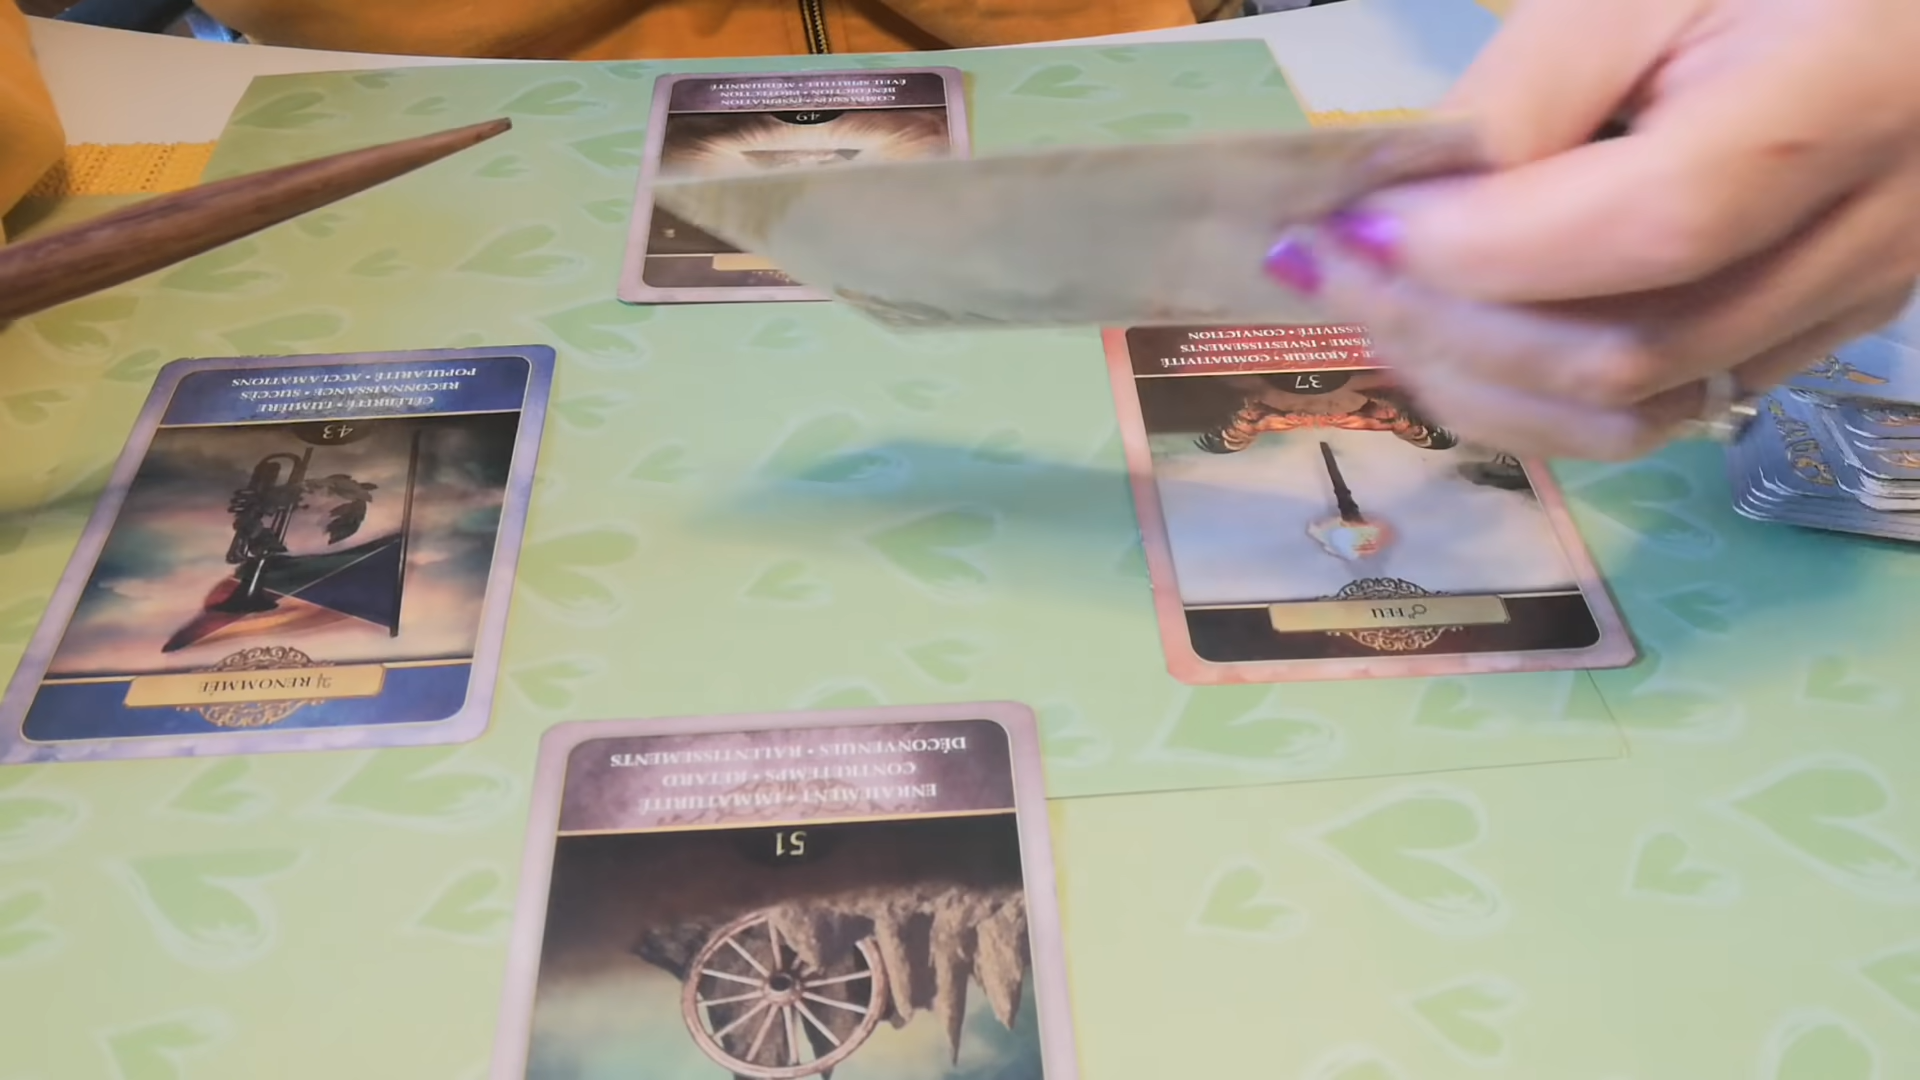 COMPASSION • INSPIRATION
BÉNÉDICTION • PROTECTION
ÉVEIL SPIRITUEL • MÉDIUMNITÉ
49
RENOMMÉE
43
CÉLÉBRITÉ • LUMIÈRE
RECONNAISSANCE • SUCCÈS
POPULARITÉ • ACCLAMATIONS
FEU
37
ARDEUR • COMBATIVITÉ
INVESTISSEMENTS
CONVICTION
51
ENRAIEMENT • IMMATURITÉ
CONTRETEMPS • RETARD
DÉCONVENUES • RALENTISSEMENTS